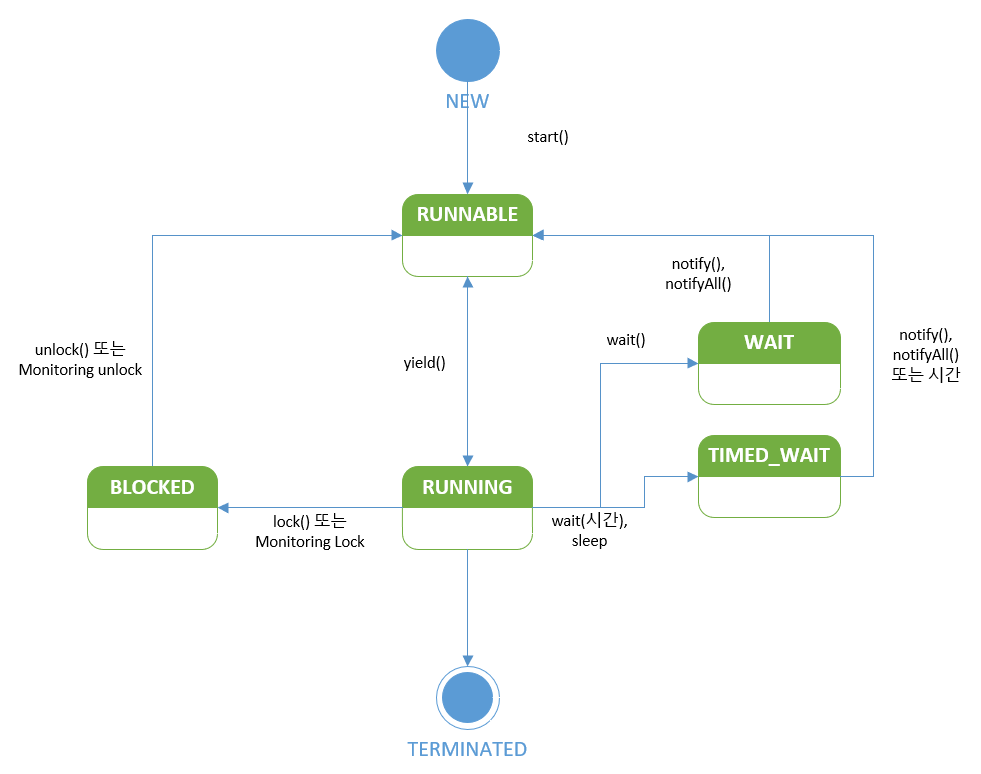 NEW
start()
RUNNABLE
notify(),
notifyAll()
WAIT
wait()
notify(),
notifyAll()
또는 시간
unlock() 또는
Monitoring unlock
yield()
TIMED_WAIT
BLOCKED
RUNNING
lock() 또는
Monitoring Lock
wait(시간),
sleep
TERMINATED